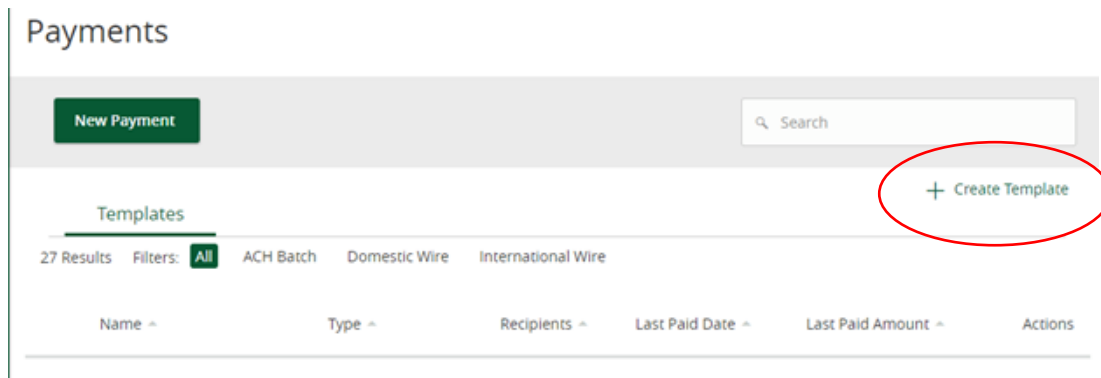 Payments
New Payment
Search
+ Create Template
Templates
27 Results Filters: All ACH Batch Domestic Wire International Wire
Name Type Recipients Last Paid Date Last Paid Amount Actions